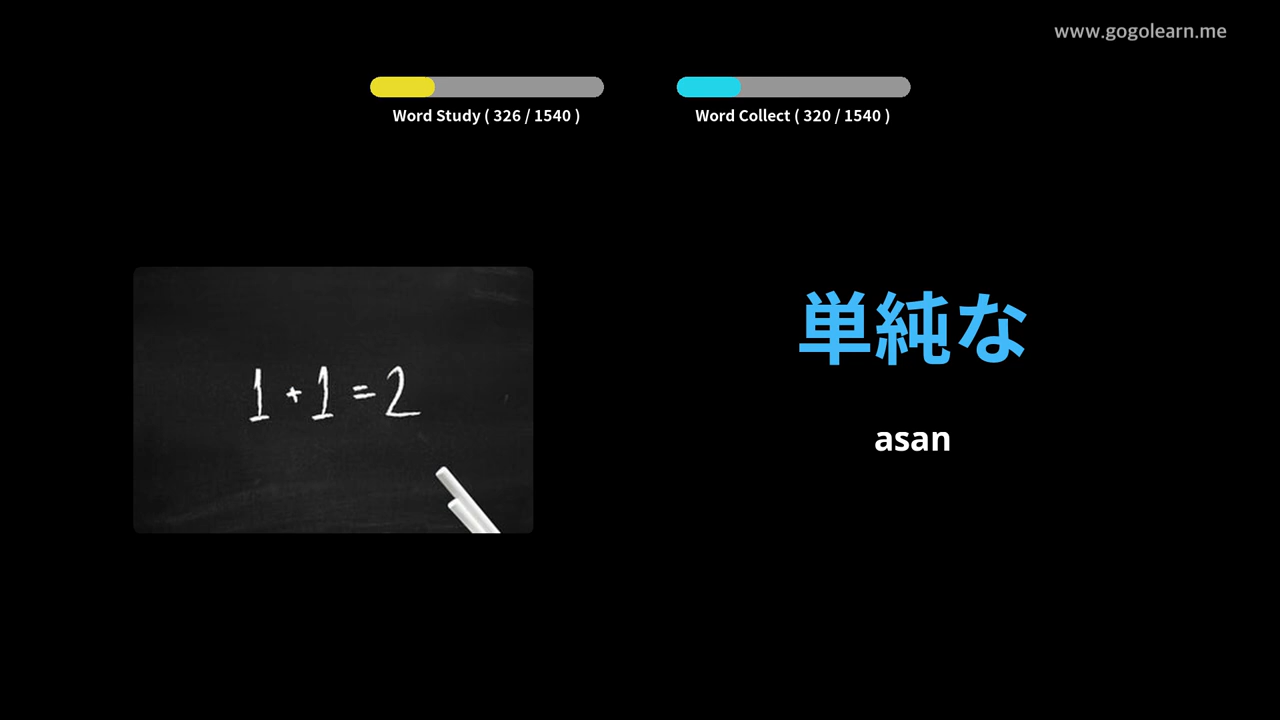 www.gogolearn.me
Word Study ( 326 / 1540 )
Word Collect ( 320 / 1540 )
1 + 1 = 2
単純な
asan